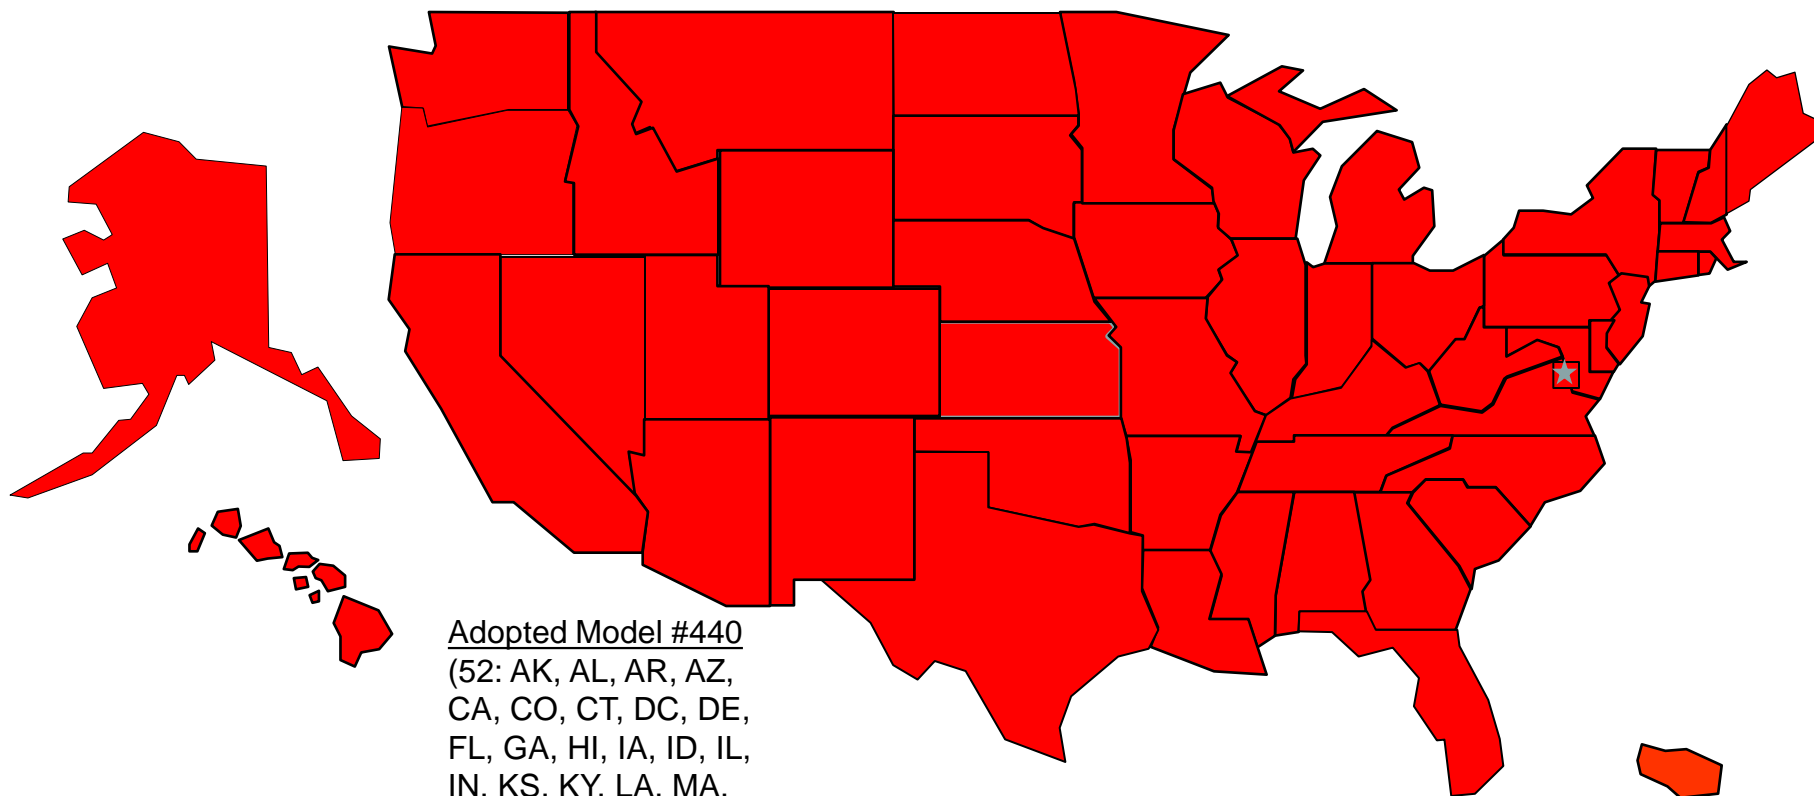 Adopted Model #440
(52: AK, AL, AR, AZ,
CA, CO, CT, DC, DE,
FL, GA, HI, IA, ID, IL,
IN, KS, KY, LA, MA,